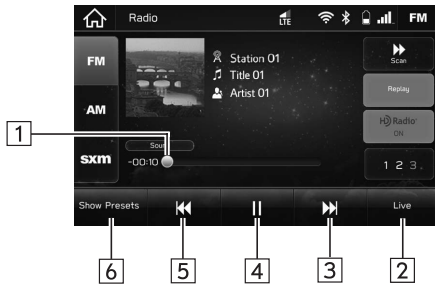 Radio LTE FM
FM
AM
sxm
Station 01
Title 01
Artist 01
Scan
Replay
HD Radio
ON
1 2 3
-00:10
Show Presets
Live
1
6 5 4 3 2